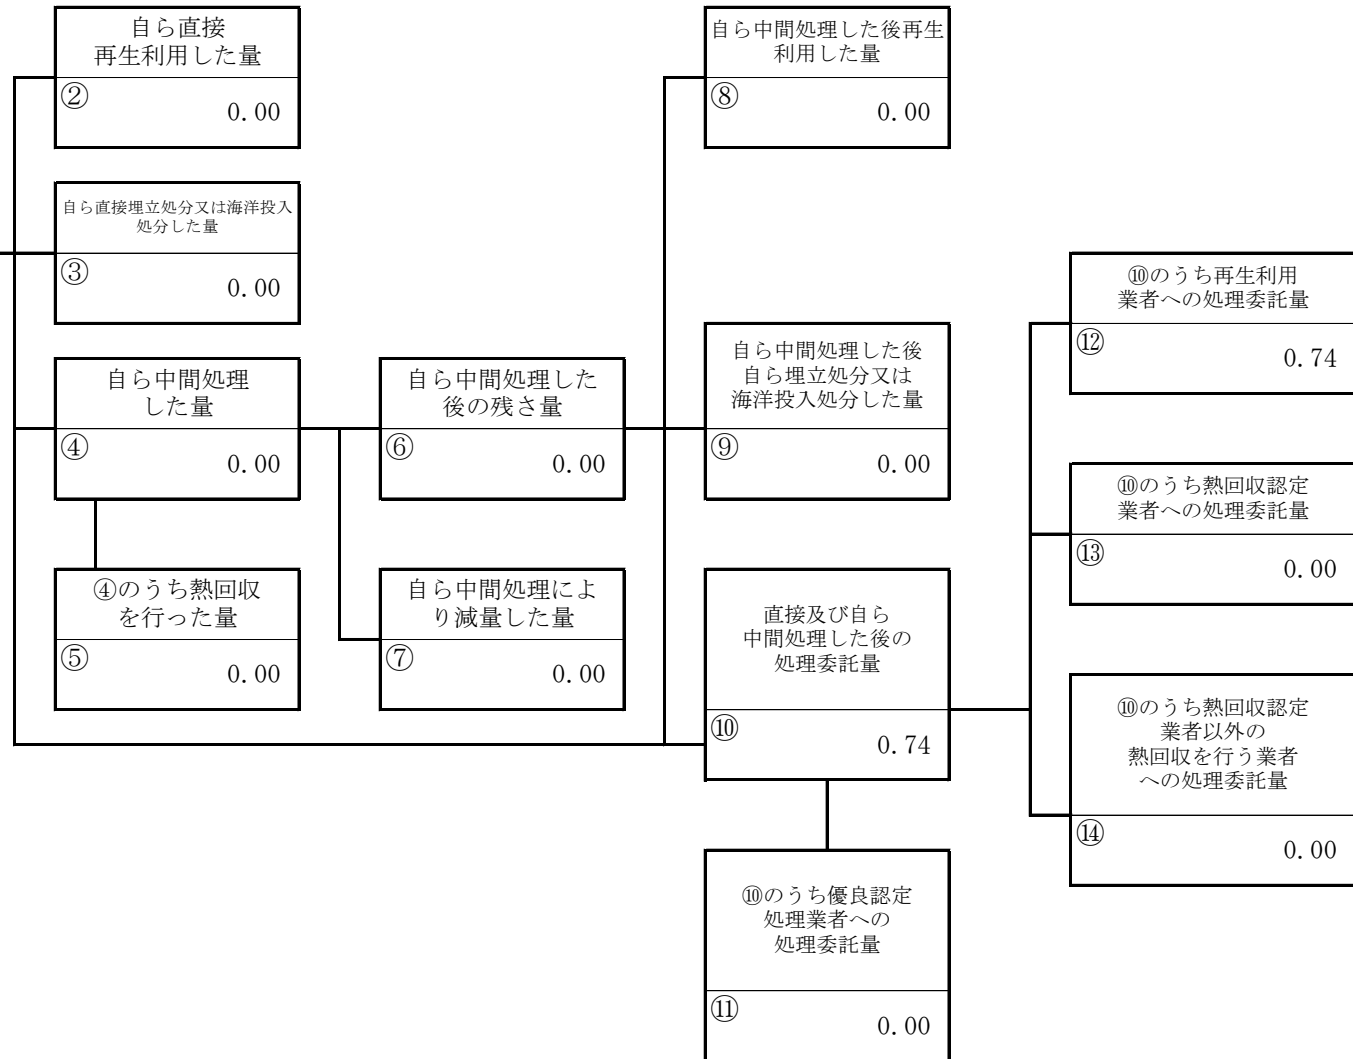 自ら直接
再生利用した量
②
0.00
自ら直接埋立処分又は海洋投入
処分した量
③
0.00
自ら中間処理
した量
④
0.00
④のうち熱回収
を行った量
⑤
0.00
自ら中間処理した
後の残さ量
⑥
0.00
自ら中間処理によ
り減量した量
⑦
0.00
自ら中間処理した後再生
利用した量
⑧
0.00
自ら中間処理した後
自ら埋立処分又は
海洋投入処分した量
⑨
0.00
直接及び自ら
中間処理した後の
処理委託量
⑩
0.74
⑩のうち優良認定
処理業者への
処理委託量
⑪
0.00
⑩のうち再生利用
業者への処理委託量
⑫
0.74
⑩のうち熱回収認定
業者への処理委託量
⑬
0.00
⑩のうち熱回収認定
業者以外の
熱回収を行う業者
への処理委託量
⑭
0.00